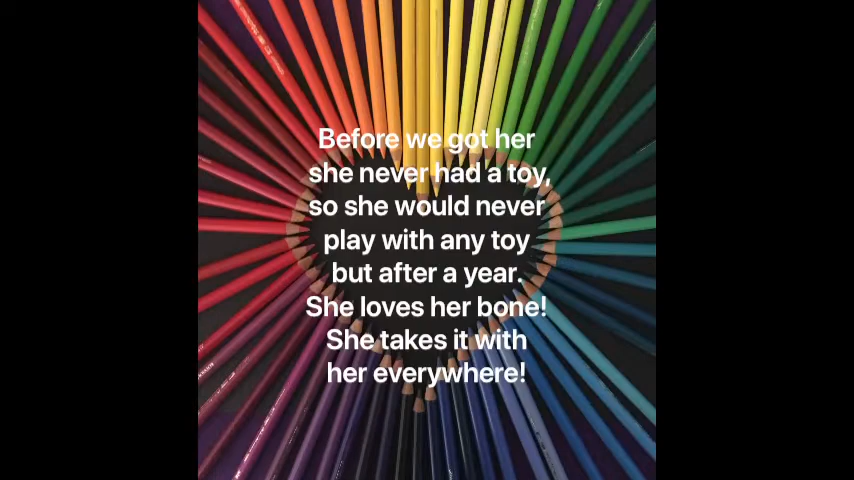 Before we got her
she never had a toy,
so she would never
play with any toy
but after a year.
She loves her bone!
She takes it with
her everywhere!